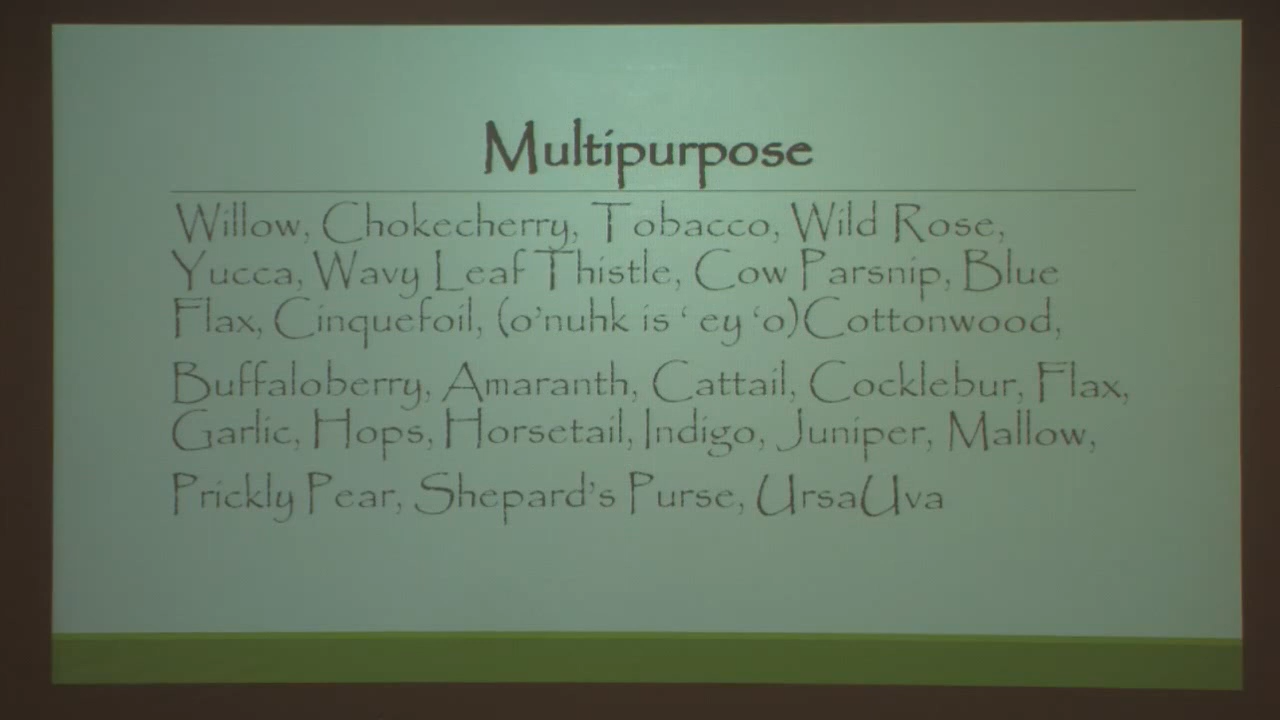 Multipurpose
Willow, Chokecherry, Tobacco, Wild Rose,
Yucca, Wavy Leaf Thistle, Cow Parsnip, Blue
Flax, Cinquefoil, (o'nuhk is ‘ ey ‘o)Cottonwood,
Buffaloberry, Amaranth, Cattail, Cocklebur, Flax,
Garlic, Hops, Horsetail, Indigo, Juniper, Mallow,
Prickly Pear, Shepard's Purse, UrsaUva